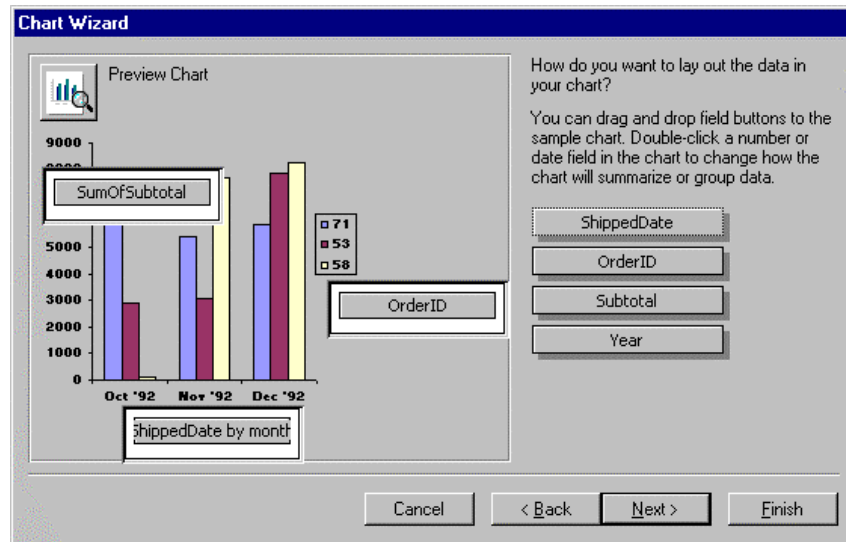 Chart Wizard
Preview Chart
How do you want to lay out the data in
your chart?
You can drag and drop field buttons to the
sample chart. Double-click a number or
date field in the chart to change how the
chart will summarize or group data.
9000
SumOfSubtotal
5000
4000
3000
2000
1000
0
71
53
58
OrderID
Oct '92 Nov '92 Dec '92
ShippedDate by month
ShippedDate
OrderID
Subtotal
Year
Cancel
< Back
Next >
Finish